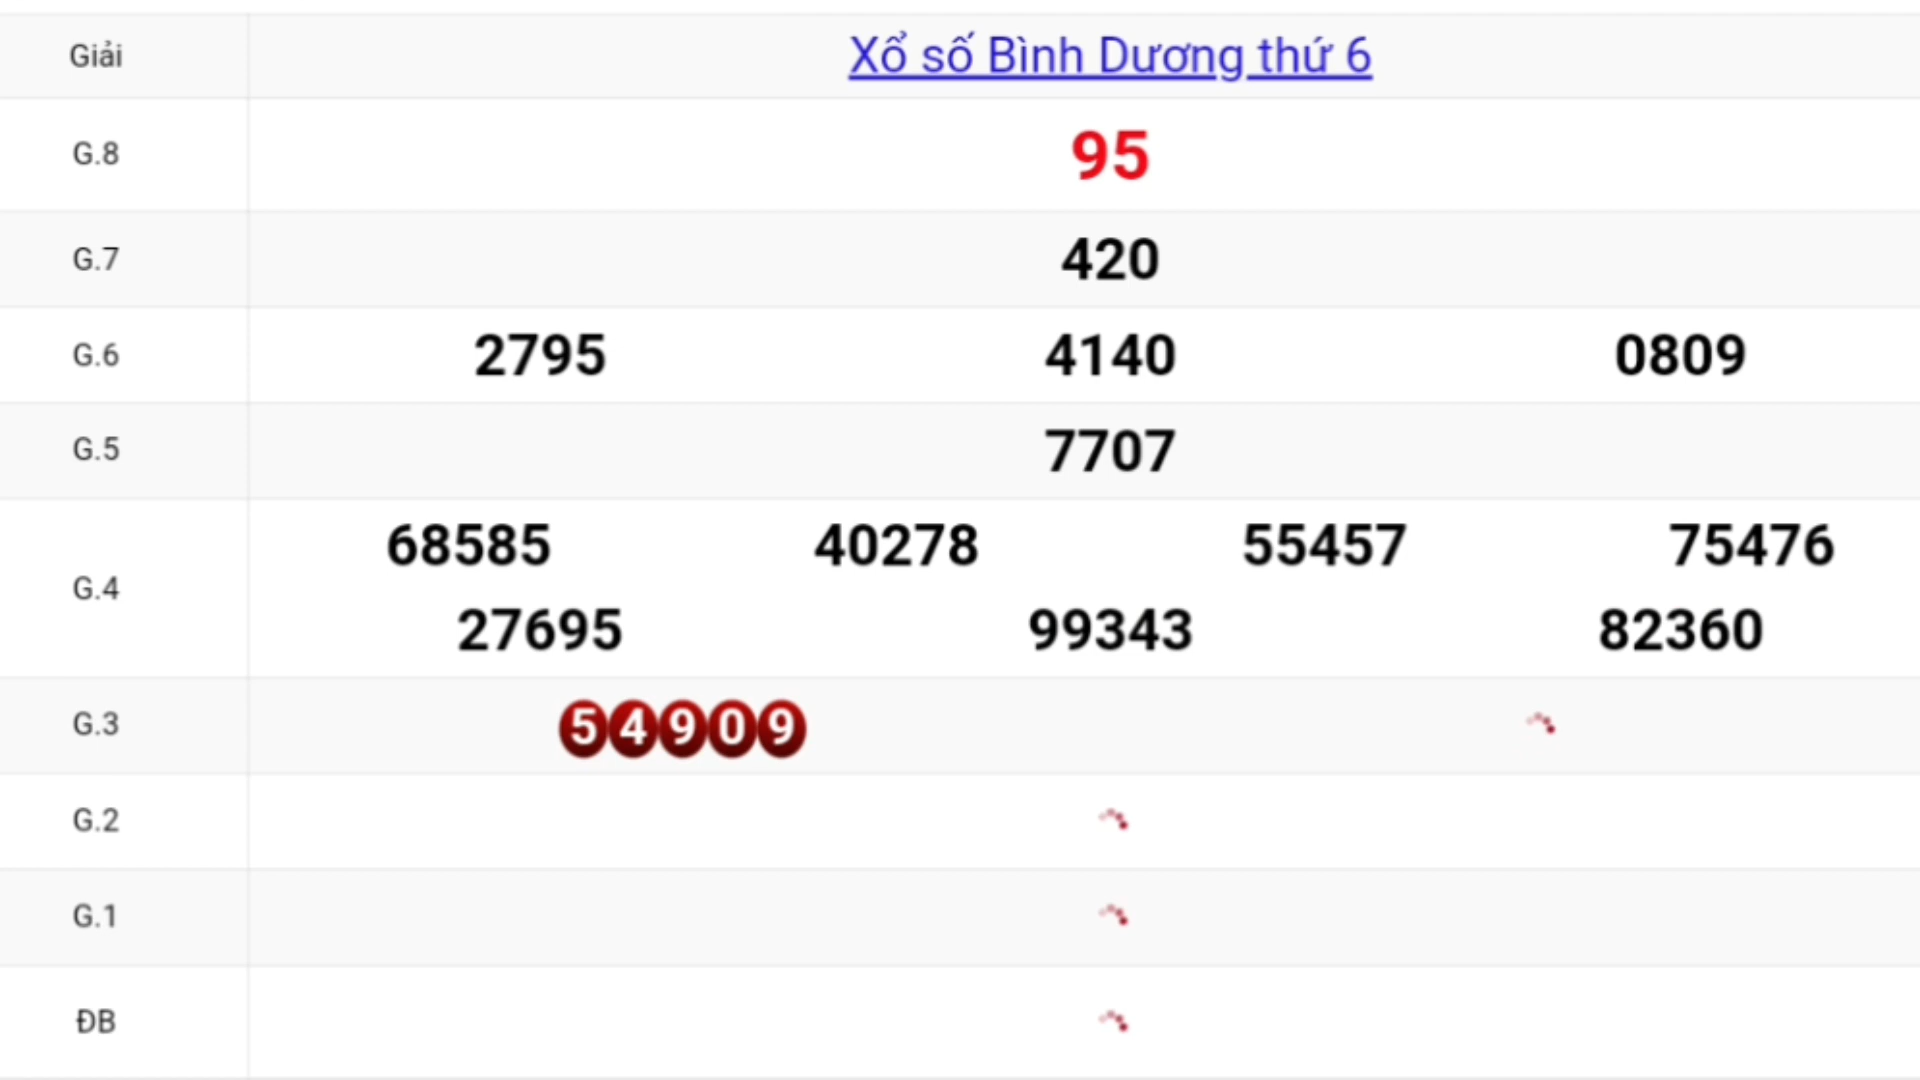 Giải Xổ số Bình Dương thứ 6
G.8 95
G.7 420
G.6 2795 4140 0809
G.5 7707
G.4 68585 40278 55457 75476
27695 99343 82360
G.3 54909
G.2
G.1
ĐB